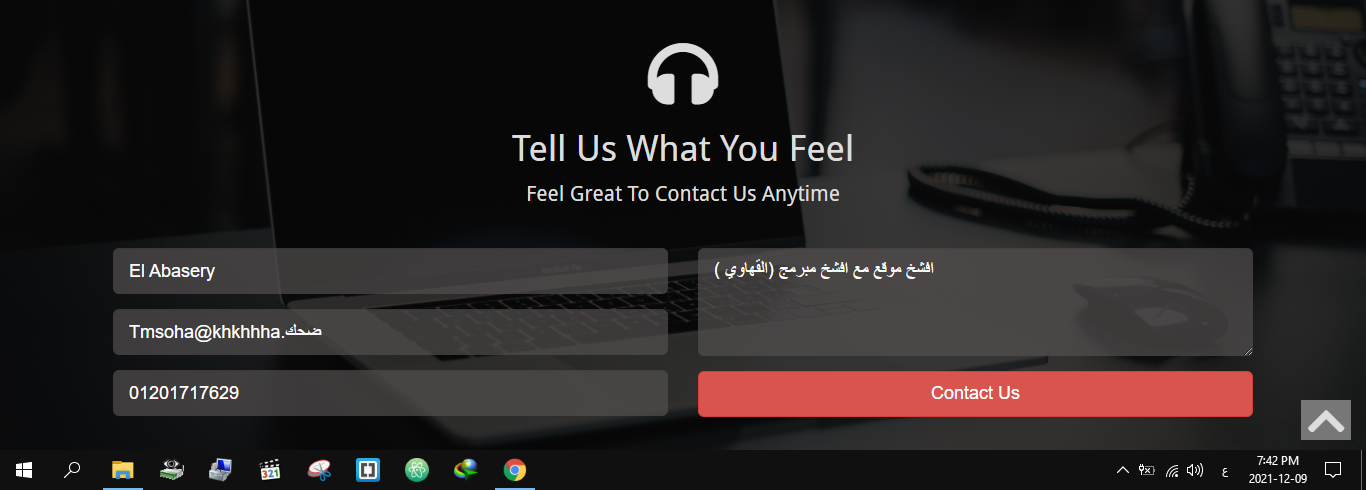 Tell Us What You Feel
Feel Great To Contact Us Anytime
El Abasery
Tmsoha@khkhhha.ضحك
01201717629
افشخ موقع مع افشخ مبرمج (القهاوي )
Contact Us
321
ع
7:42 PM
2021-12-09